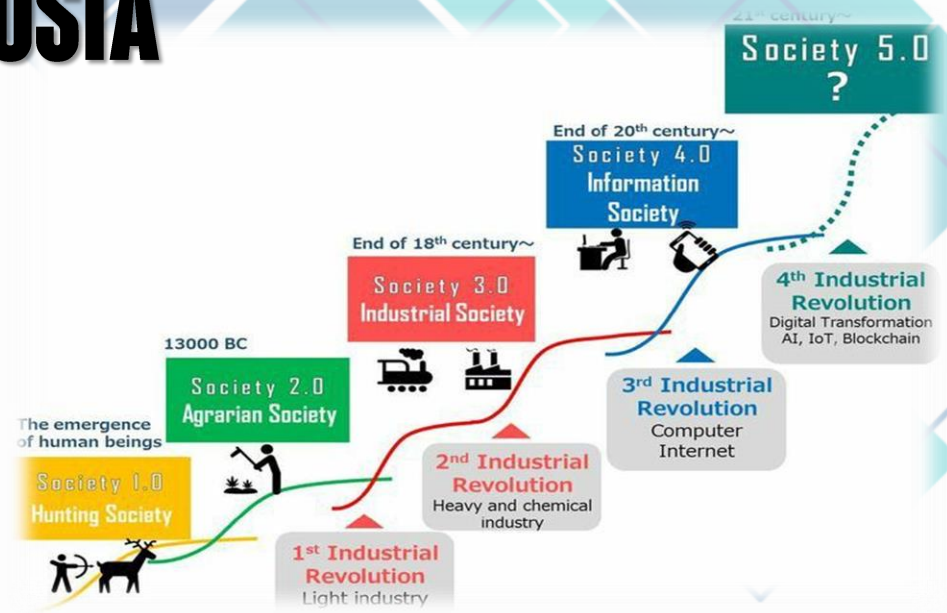 21st century~
Society 5.0
?
End of 20th century~
Society 4.0
Information
Society
End of 18th century~
Society 3.0
Industrial Society
4th Industrial
Revolution
Digital Transformation
AI, IoT, Blockchain
13000 BC
Society 2.0
Agrarian Society
3rd Industrial
Revolution
Computer
Internet
The emergence
of human beings
Society 1.0
Hunting Society
2nd Industrial
Revolution
Heavy and chemical
industry
1st Industrial
Revolution
Light industry